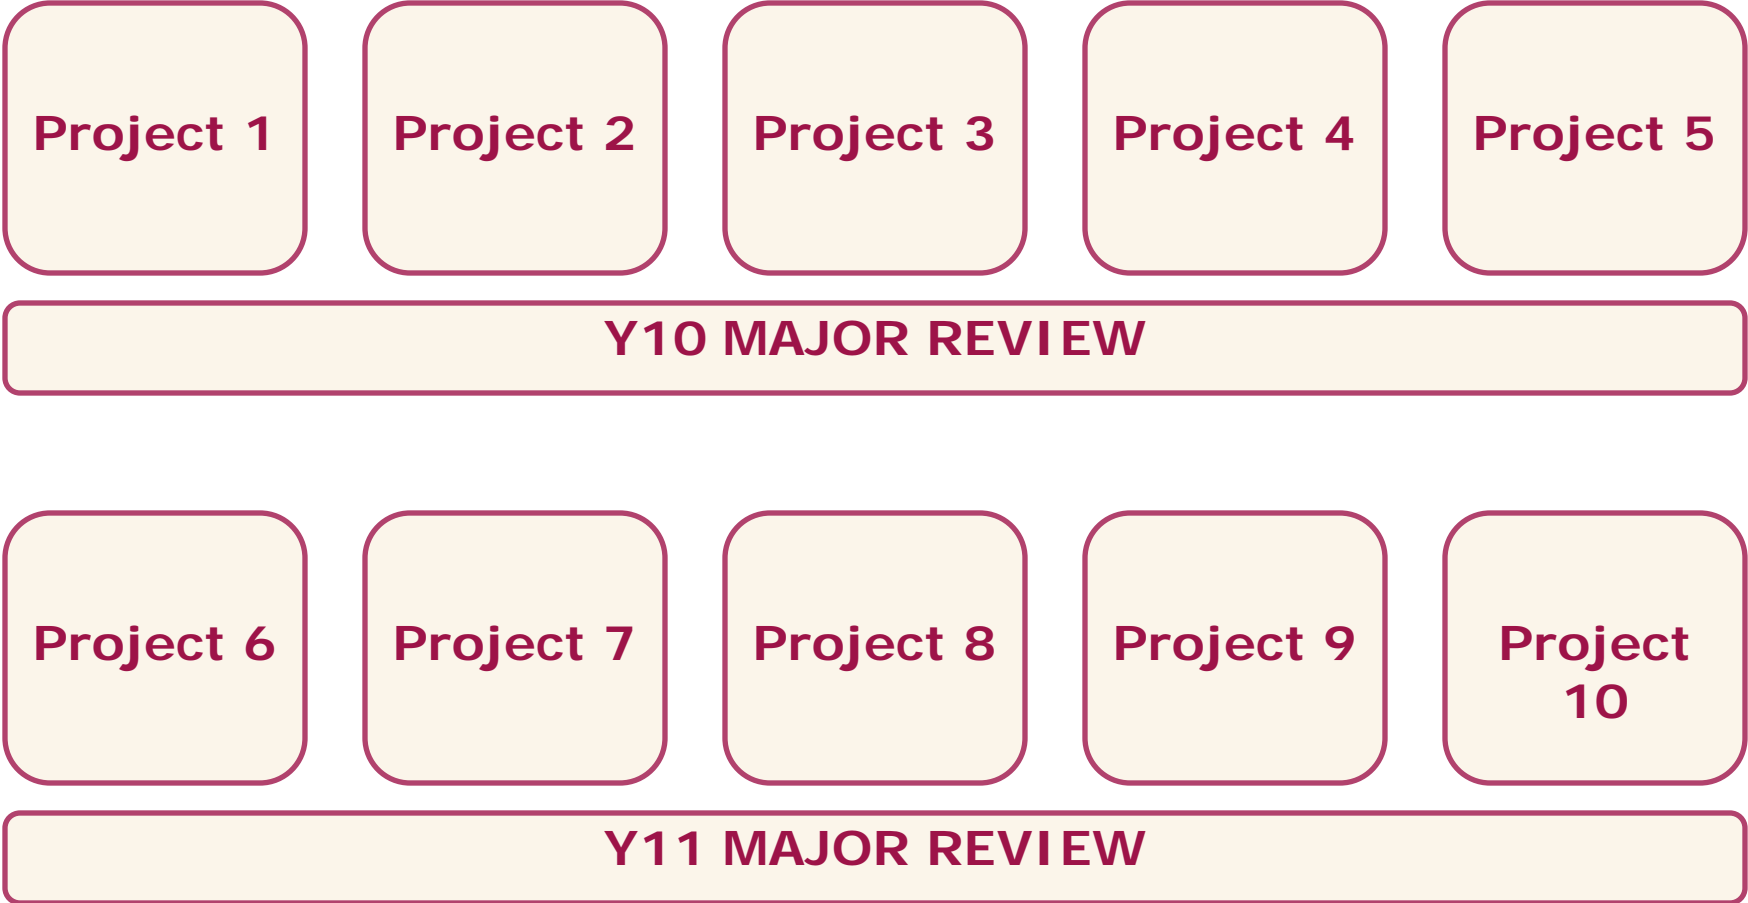 Project 1
Project 2
Project 3
Project 4
Project 5
Y10 MAJOR REVIEW
Project 6
Project 7
Project 8
Project 9
Project
10
Y11 MAJOR REVIEW